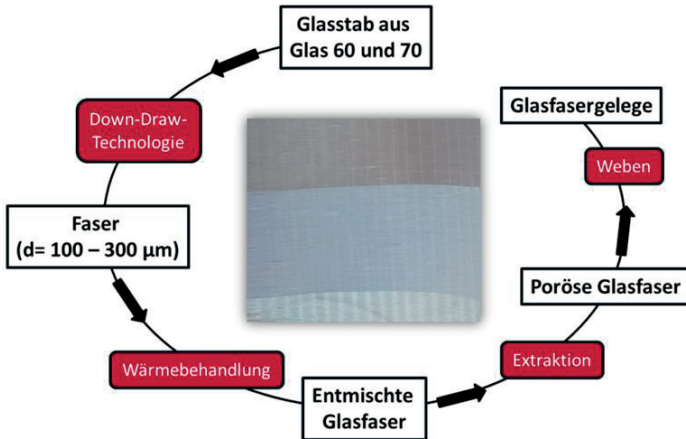 Glasstab aus
Glas 60 und 70
Down-Draw-
Technologie
Faser
(d= 100 – 300 µm)
Wärmebehandlung
Entmischte
Glasfaser
Extraktion
Poröse Glasfaser
Weben
Glasfasergelege